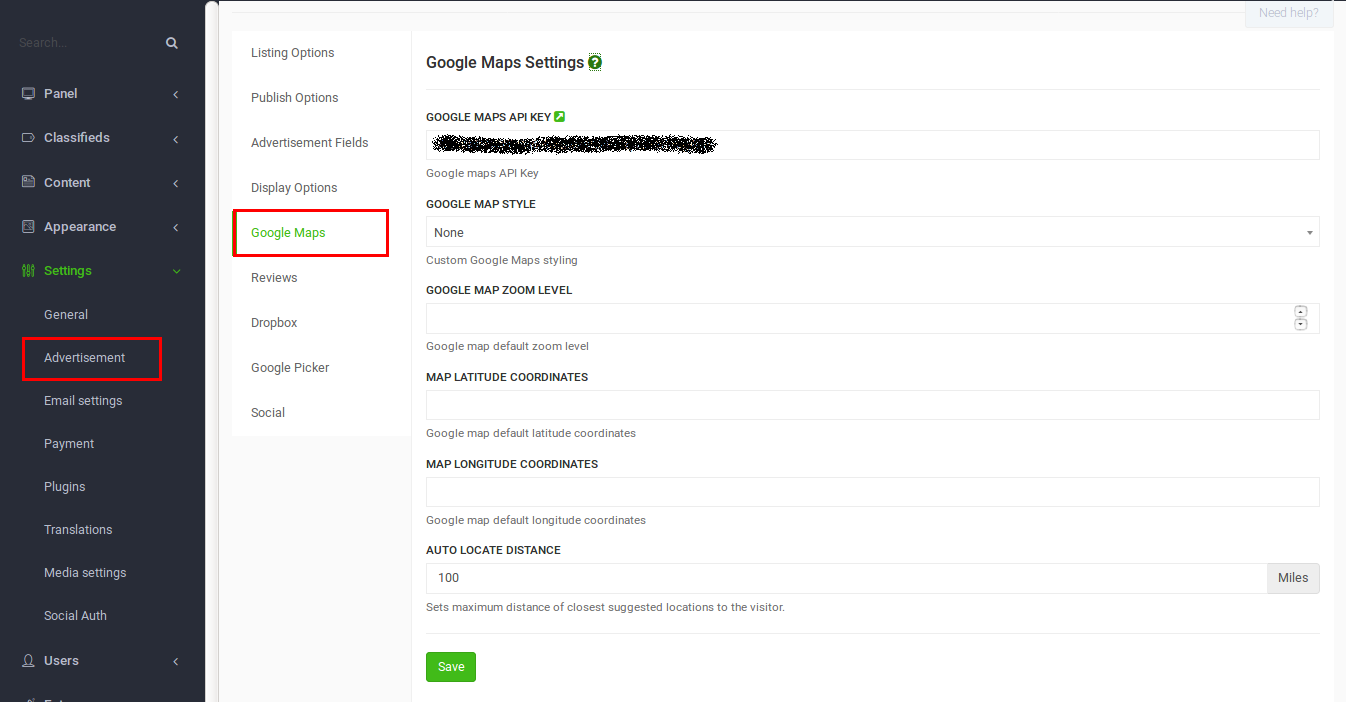 Need help?
Search...
Panel
Classifieds
Content
Appearance
Settings
General
Advertisement
Email settings
Payment
Plugins
Translations
Media settings
Social Auth
Users
Listing Options
Publish Options
Advertisement Fields
Display Options
Google Maps
Reviews
Dropbox
Google Picker
Social
Google Maps Settings ?
GOOGLE MAPS API KEY
Google maps API Key
GOOGLE MAP STYLE
None
Custom Google Maps styling
GOOGLE MAP ZOOM LEVEL
Google map default zoom level
MAP LATITUDE COORDINATES
Google map default latitude coordinates
MAP LONGITUDE COORDINATES
Google map default longitude coordinates
AUTO LOCATE DISTANCE
100 Miles
Sets maximum distance of closest suggested locations to the visitor.
Save